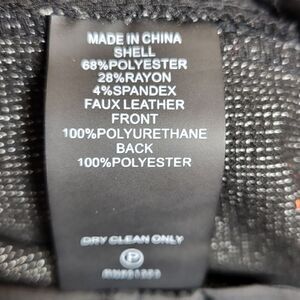 MADE IN CHINA
SHELL
68%POLYESTER
28%RAYON
4%SPANDEX
FAUX LEATHER
FRONT
100%POLYURETHANE
BACK
100%POLYESTER
DRY CLEAN ONLY
P